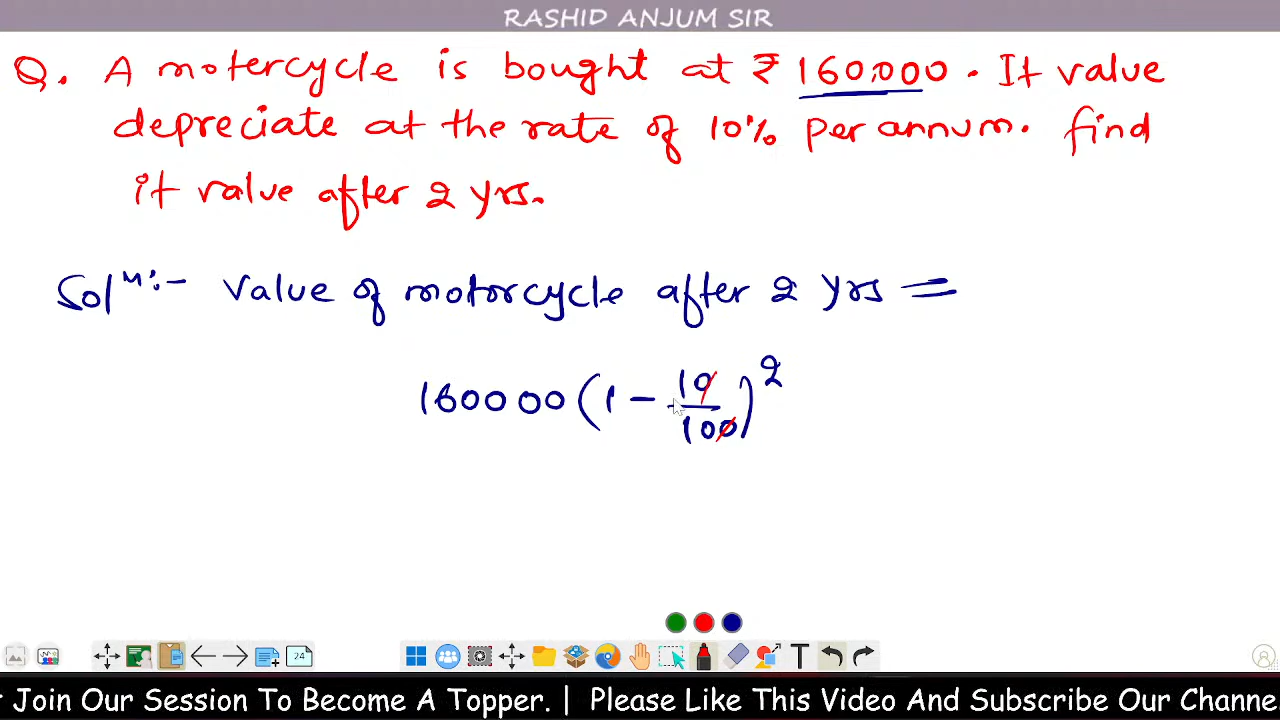 RASHID ANJUM SIR
Q. A motercycle is bought at ₹ 160,000. It value
depreciate at the rate of 10% per annum. find
it value after 2 yrs.
Solⁿ:- Value of motorcycle after 2 yrs =
160000 (1 - 10/100)²
24
r Join Our Session To Become A Topper. | Please Like This Video And Subscribe Our Channe